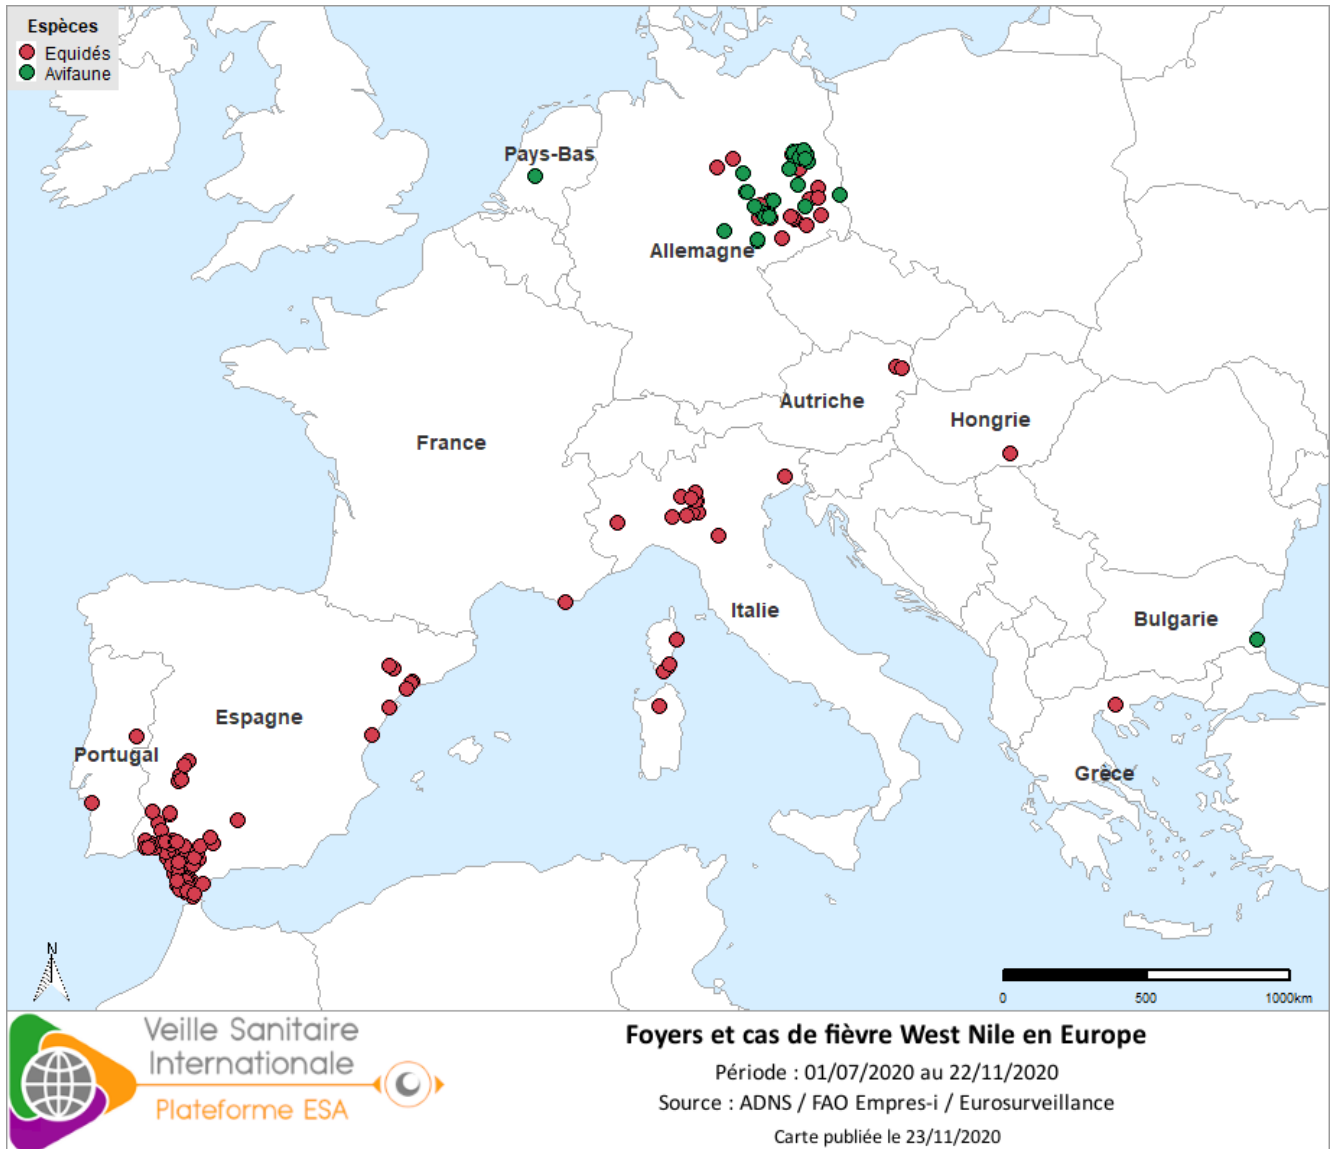 Espèces
Equidés
Avifaune
Pays-Bas
Allemagne
Autriche
Hongrie
France
Italie
Bulgarie
Espagne
Portugal
Grèce
N
0 500 1000km
Veille Sanitaire
Internationale
Plateforme ESA
Foyers et cas de fièvre West Nile en Europe
Période : 01/07/2020 au 22/11/2020
Source : ADNS / FAO Empres-i / Eurosurveillance
Carte publiée le 23/11/2020